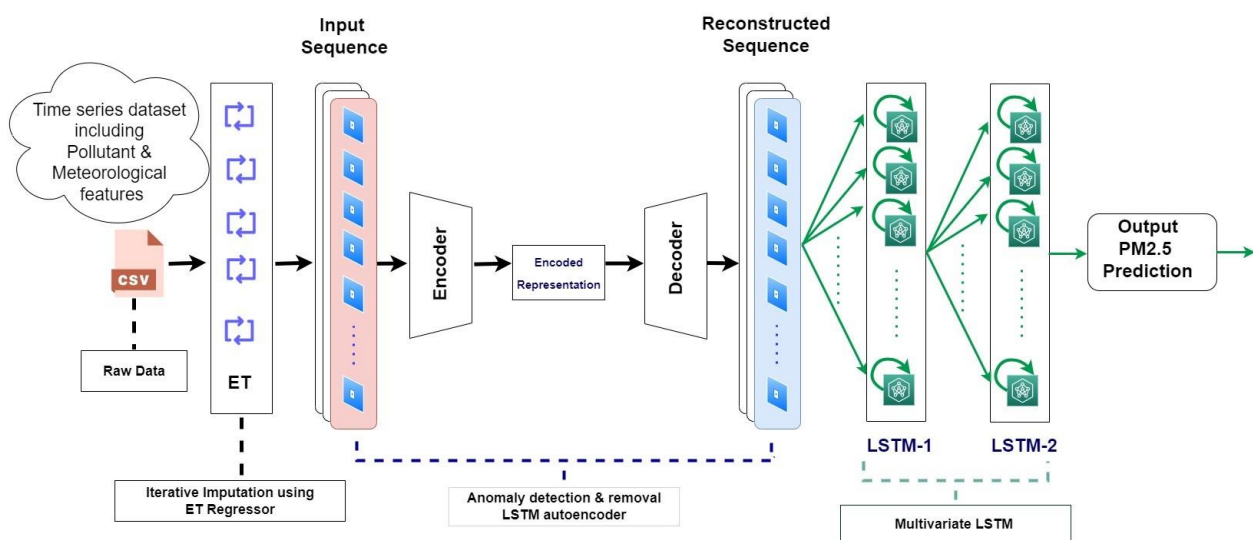 Input
Sequence
Reconstructed
Sequence
Time series dataset
including
Pollutant &
Meteorological
features
CSV
Raw Data
ET
Iterative Imputation using
ET Regressor
Encoder
Encoded
Representation
Decoder
Anomaly detection & removal
LSTM autoencoder
LSTM-1
LSTM-2
Multivariate LSTM
Output
PM2.5
Prediction